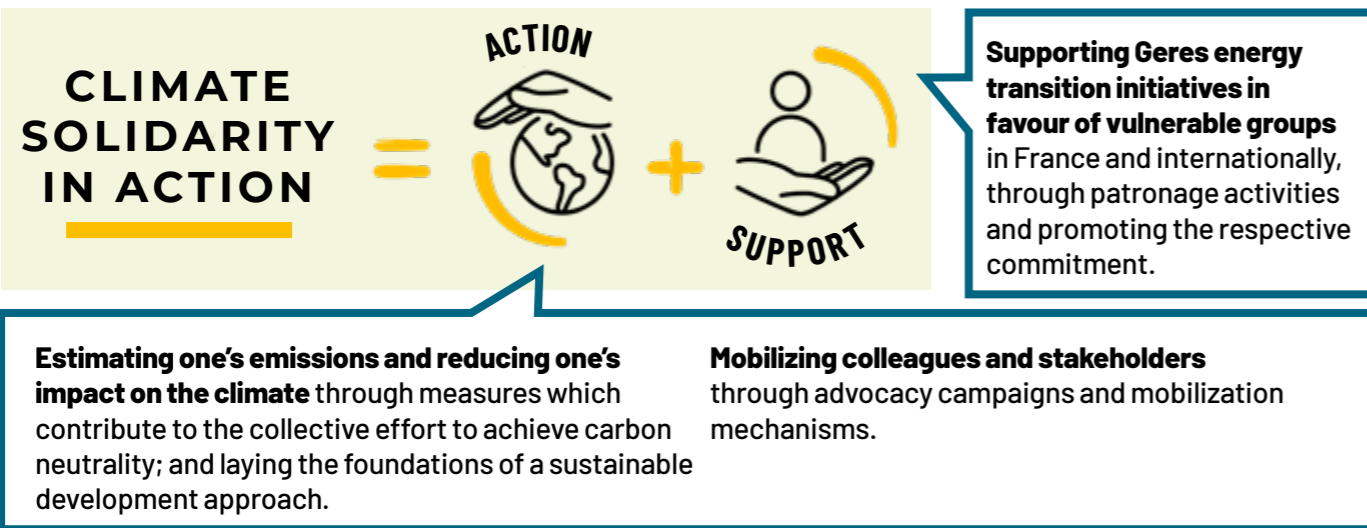 CLIMATE
SOLIDARITY
IN ACTION
=
ACTION
+
SUPPORT
Supporting Geres energy
transition initiatives in
favour of vulnerable groups
in France and internationally,
through patronage activities
and promoting the respective
commitment.
Estimating one’s emissions and reducing one’s
impact on the climate through measures which
contribute to the collective effort to achieve carbon
neutrality; and laying the foundations of a sustainable
development approach.
Mobilizing colleagues and stakeholders
through advocacy campaigns and mobilization
mechanisms.